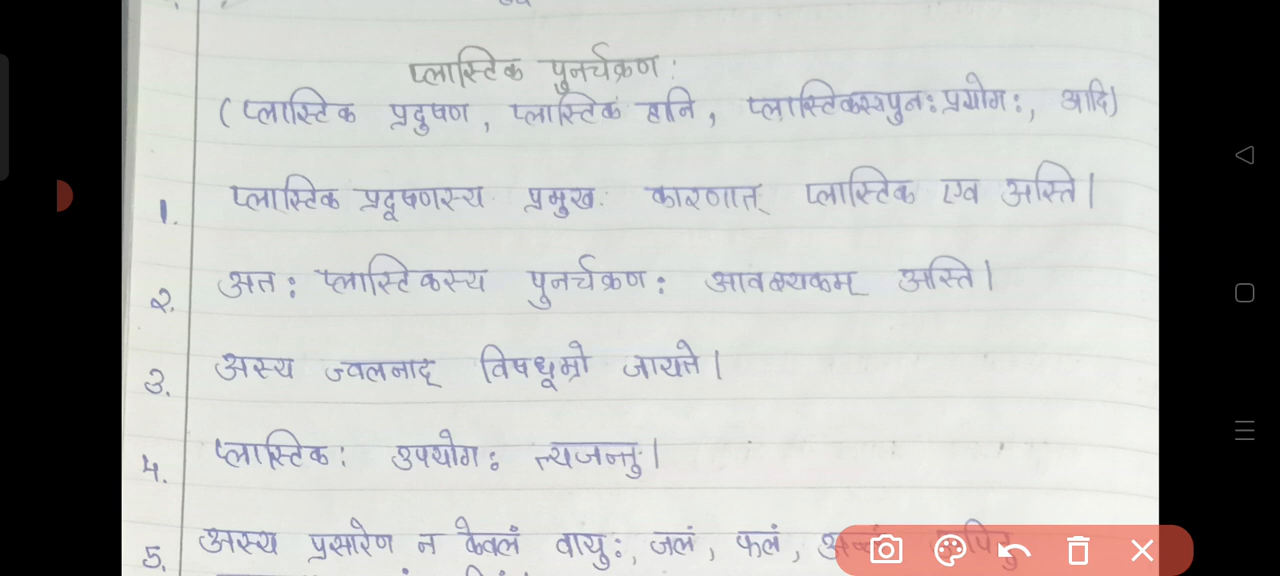 प्लास्टिक पुनर्चक्रण :
(प्लास्टिक प्रदुषण, प्लास्टिक हानि, प्लास्टिकस्यपुनः प्रयोगः, आदि)
1. प्लास्टिक प्रदूषणस्य प्रमुखः कारणात् प्लास्टिक एव अस्ति।
२. अतः प्लास्टिकस्य पुनर्चक्रणः आवश्यकम् अस्ति।
3. अस्य ज्वलनाद् विषधूम्रो जायते।
4. प्लास्टिकः उपयोगः त्यजन्तु।
5. अस्य प्रसारेण न केवलं वायुः, जलं, फलं,